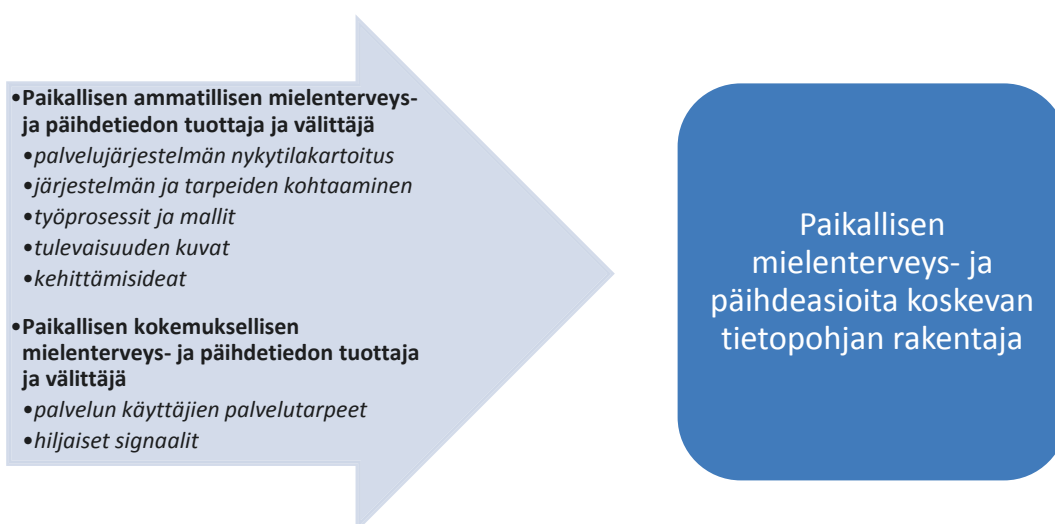 •Paikallisen ammatillisen mielenterveys-
ja päihdetiedon tuottaja ja välittäjä
•palvelujärjestelmän nykytilakartoitus
•järjestelmän ja tarpeiden kohtaaminen
•työprosessit ja mallit
•tulevaisuuden kuvat
•kehittämisideat
•Paikallisen kokemuksellisen
mielenterveys- ja päihdetiedon tuottaja
ja välittäjä
•palvelun käyttäjien palvelutarpeet
•hiljaiset signaalit
Paikallisen
mielenterveys- ja
päihdeasioita koskevan
tietopohjan rakentaja